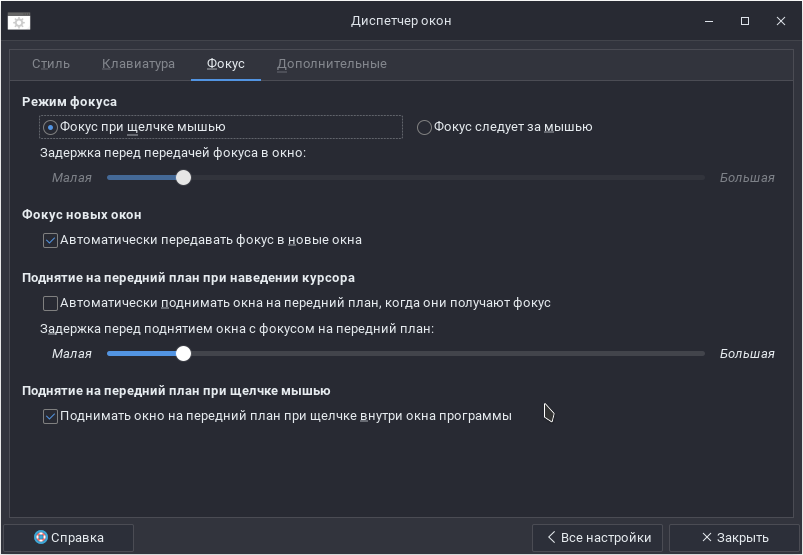 Диспетчер окон
Стиль Клавиатура Фокус Дополнительные
Режим фокуса
Фокус при щелчке мышью Фокус следует за мышью
Задержка перед передачей фокуса в окно:
Малая Большая
Фокус новых окон
Автоматически передавать фокус в новые окна
Поднятие на передний план при наведении курсора
Автоматически поднимать окна на передний план, когда они получают фокус
Задержка перед поднятием окна с фокусом на передний план:
Малая Большая
Поднятие на передний план при щелчке мышью
Поднимать окно на передний план при щелчке внутри окна программы
Справка Все настройки Закрыть